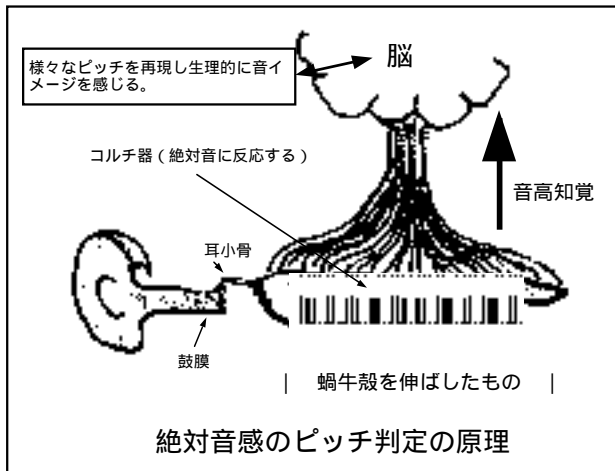 様々なピッチを再現し生理的に音イ
メージを感じる。
脳
コルチ器（絶対音に反応する）
音高知覚
耳小骨
鼓膜
| 蝸牛殻を伸ばしたもの |
絶対音感のピッチ判定の原理